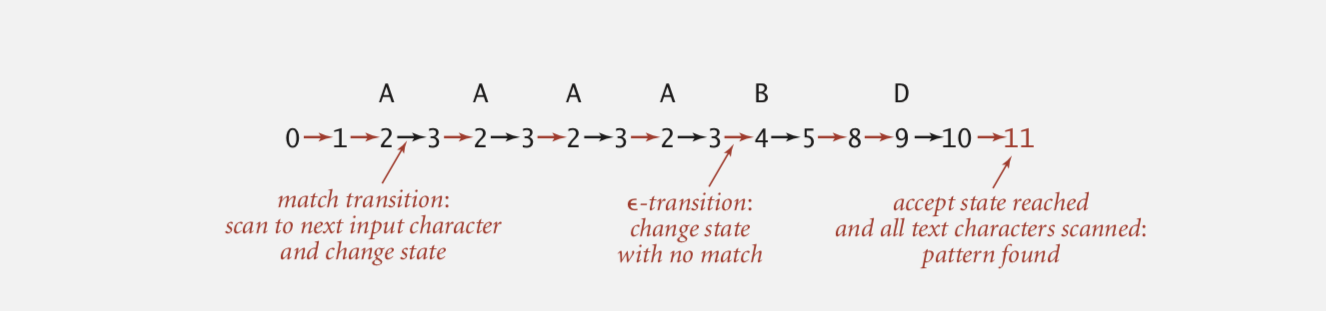 A A A A B D
0→1→2→3→2→3→2→3→2→3→4→5→8→9→10→11
match transition:
scan to next input character
and change state
ϵ-transition:
change state
with no match
accept state reached
and all text characters scanned:
pattern found